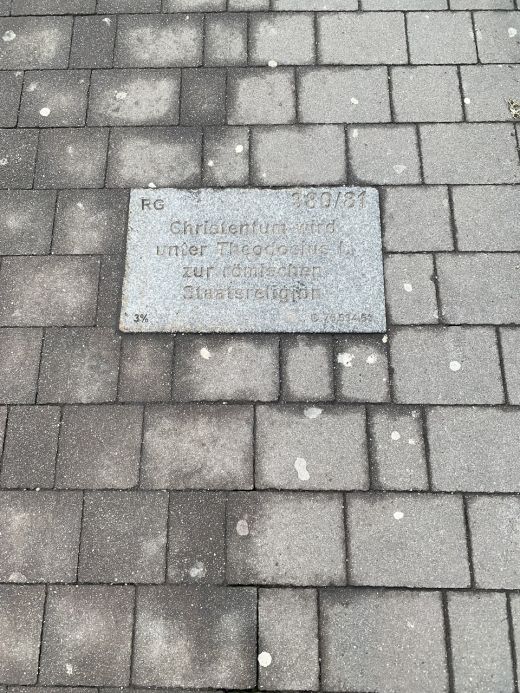 RG 380/81
Christentum wird
unter Theodosius I.
zur römischen
Staatsreligion
3%